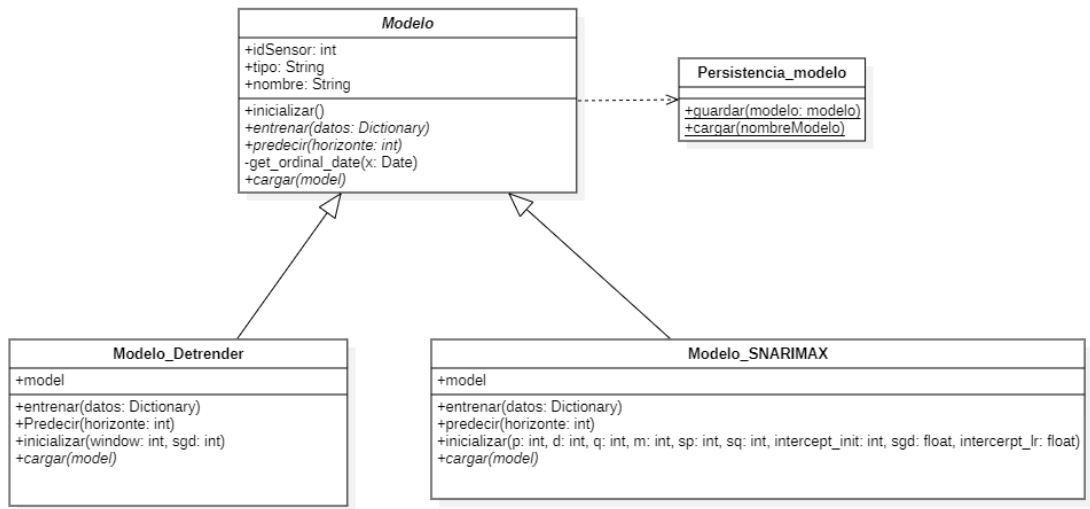 Modelo
+idSensor: int
+tipo: String
+nombre: String
+inicializar()
+entrenar(datos: Dictionary)
+predecir(horizonte: int)
-get_ordinal_date(x: Date)
+cargar(model)
Persistencia_modelo
+guardar(modelo: modelo)
+cargar(nombreModelo)
Modelo_Detrender
+model
+entrenar(datos: Dictionary)
+Predecir(horizonte: int)
+inicializar(window: int, sgd: int)
+cargar(model)
Modelo_SNARIMAX
+model
+entrenar(datos: Dictionary)
+predecir(horizonte: int)
+inicializar(p: int, d: int, q: int, m: int, sp: int, sq: int, intercept_init: int, sgd: float, intercerpt_lr: float)
+cargar(model)